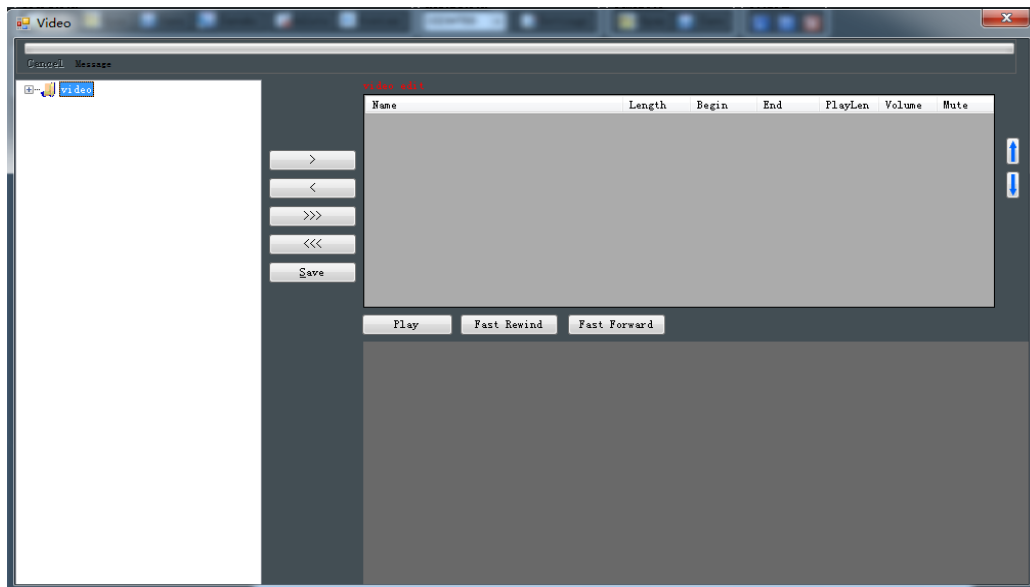 Video
Cancel Message
video
video edit
Name Length Begin End PlayLen Volume Mute
>
<
>>>
<<<
Save
Play Fast Rewind Fast Forward